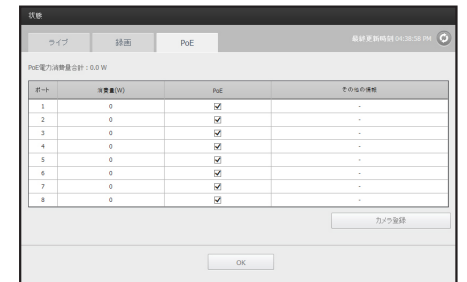 状態
ライブ 録画 PoE 最終更新時刻 04:38:58 PM
PoE電力消費量合計 : 0.0 W
ポート 消費量(W) PoE その他の情報
1 0 -
2 0 -
3 0 -
4 0 -
5 0 -
6 0 -
7 0 -
8 0 -
カメラ登録
OK